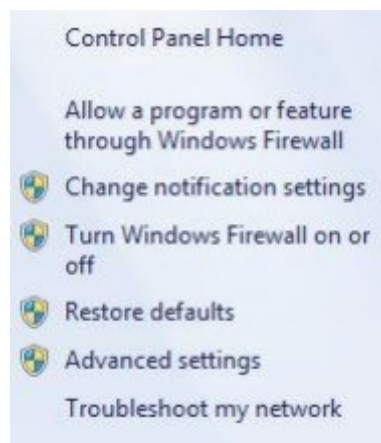 Control Panel Home
Allow a program or feature
through Windows Firewall
Change notification settings
Turn Windows Firewall on or
off
Restore defaults
Advanced settings
Troubleshoot my network